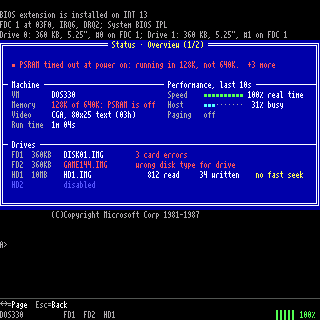 BIOS extension is installed on INT 13
FDC 1 at 03F0, IRQ6, DRQ2; System BIOS IPL
Drive 0: 360 KB, 5.25", #0 on FDC 1; Drive 1: 360 KB, 5.25", #1 on FDC 1
Status · Overview (1/2)
PSRAM timed out at power on: running in 128K, not 640K. +3 more
Machine Performance, last 10s
VM DOS330 Speed 100% real time
Memory 128K of 640K: PSRAM is off Host 31% busy
Video CGA, 80x25 text (03h) Paging off
Run time 1m 04s
Drives
FD1 360KB DISK01.IMG 3 card errors
FD2 360KB GAME144.IMG wrong disk type for drive
HD1 10MB HD1.IMG 812 read 34 written no fast seek
HD2 disabled
(C)Copyright Microsoft Corp 1981-1987
A>
↔=Page Esc=Back
DOS330 FD1 FD2 HD1 100%